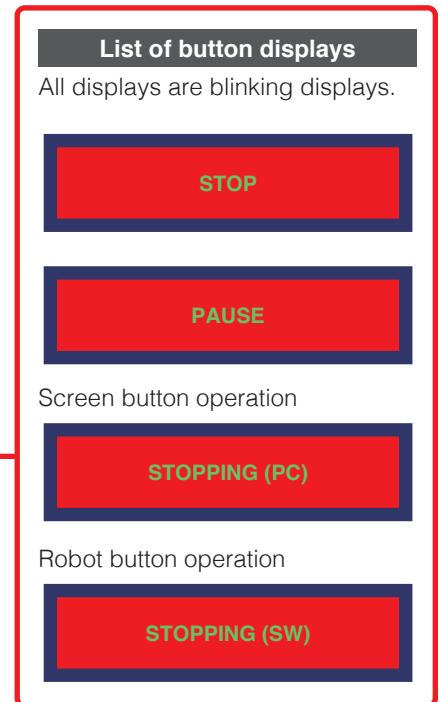 List of button displays
All displays are blinking displays.
STOP
PAUSE
Screen button operation
STOPPING (PC)
Robot button operation
STOPPING (SW)